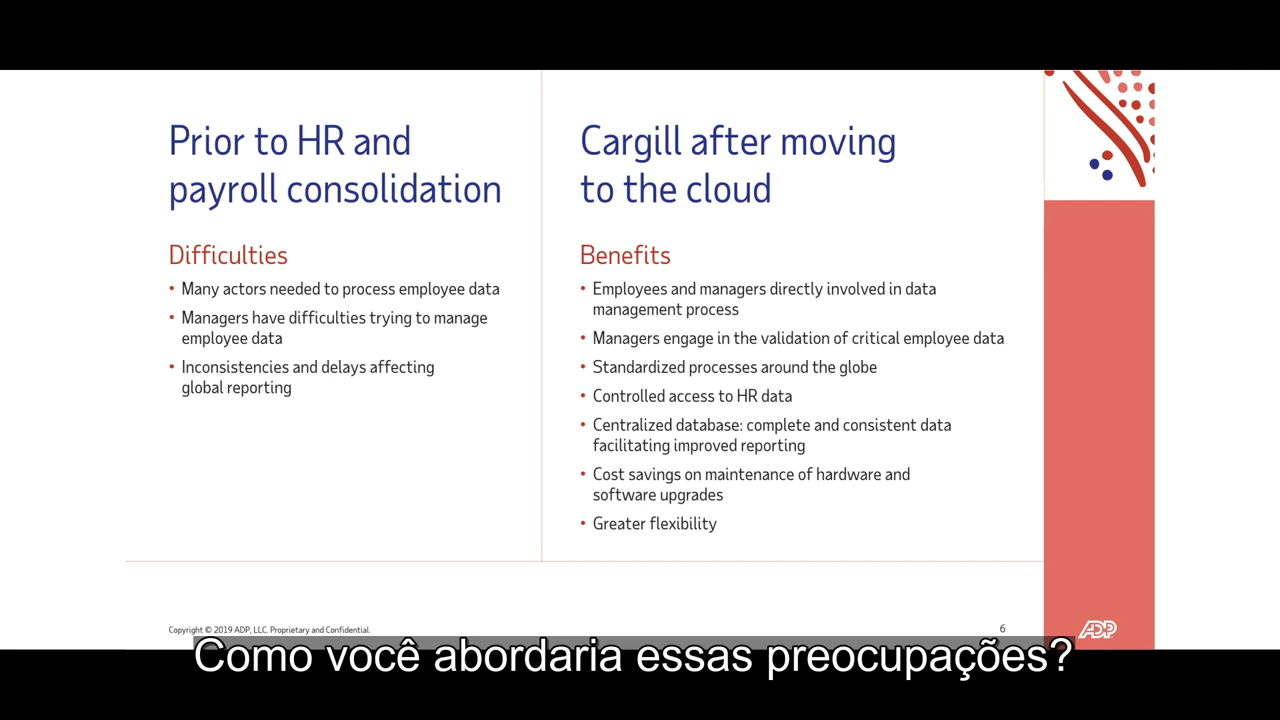 Prior to HR and
payroll consolidation
Difficulties
• Many actors needed to process employee data
• Managers have difficulties trying to manage
employee data
• Inconsistencies and delays affecting
global reporting
Cargill after moving
to the cloud
Benefits
• Employees and managers directly involved in data
management process
• Managers engage in the validation of critical employee data
• Standardized processes around the globe
• Controlled access to HR data
• Centralized database: complete and consistent data
facilitating improved reporting
• Cost savings on maintenance of hardware and
software upgrades
• Greater flexibility
Copyright © 2019 ADP, LLC. Proprietary and Confidential.
6
ADP
Como você abordaria essas preocupações?